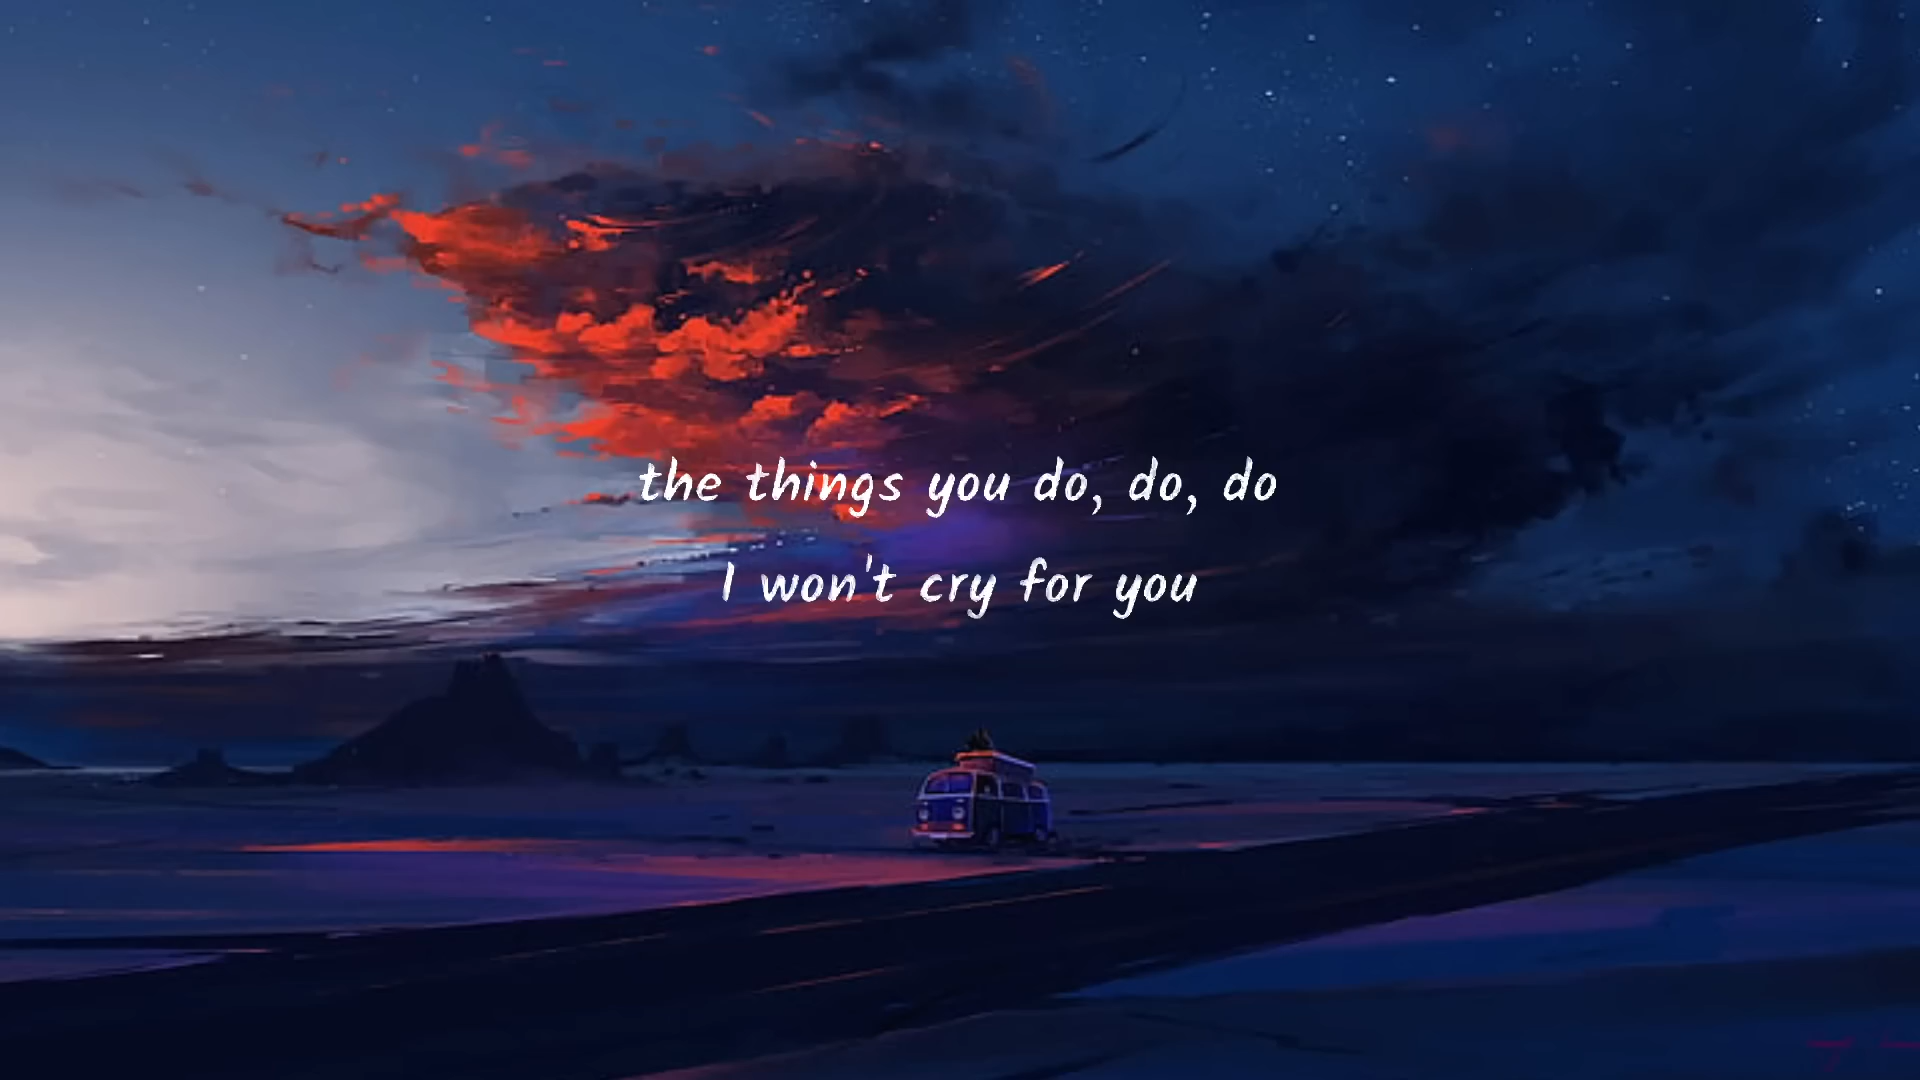 the things you do, do, do
I won't cry for you